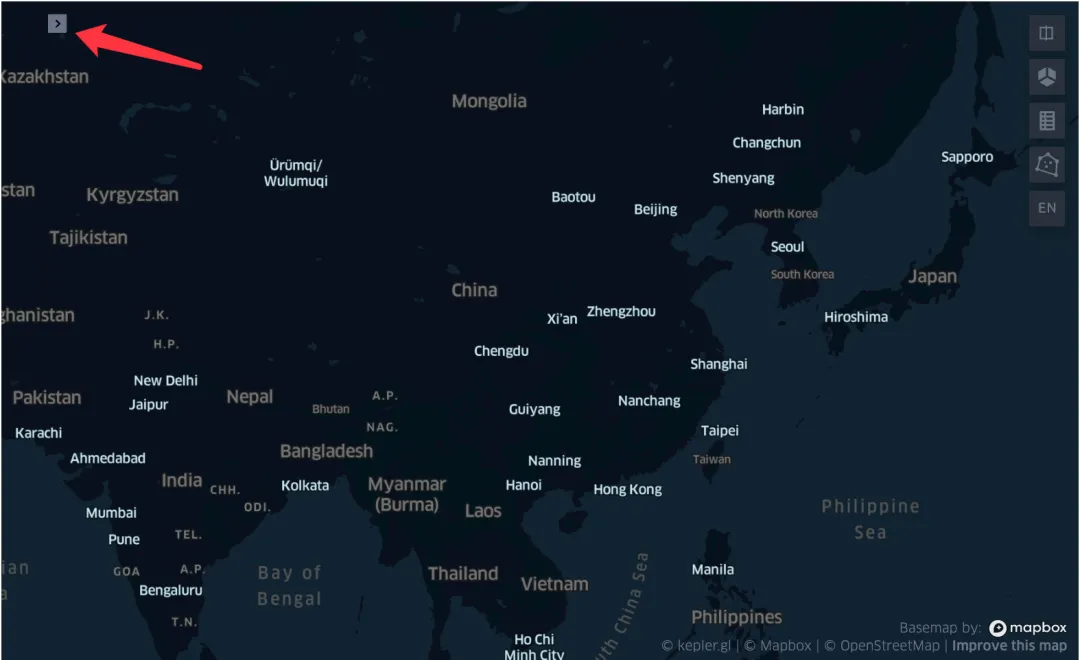 Kazakhstan
Mongolia
Harbin
Changchun
Sapporo
Ürümqi/
Wulumuqi
Shenyang
stan
Kyrgyzstan
Baotou
Beijing
EN
North Korea
Tajikistan
Seoul
South Korea
Japan
China
ghanistan
J.K.
Xi'an
Zhengzhou
Hiroshima
H.P.
Chengdu
Shanghai
New Delhi
Pakistan
Jaipur
Nepal
Bhutan
A.P.
Guiyang
Nanchang
Karachi
NAG.
Taipei
Ahmedabad
Bangladesh
Nanning
Taiwan
India
CHH.
Kolkata
Myanmar
(Burma)
Hanoi
Hong Kong
ODI.
Laos
Mumbai
Philippine
Sea
Pune
TEL.
ian
a
GOA
A.P.
Bay of
Bengal
Thailand
Vietnam
uth China Sea
Manila
Bengaluru
T.N.
Philippines
Ho Chi
Minh City
Basemap by: mapbox
© kepler.gl | © Mapbox | © OpenStreetMap | Improve this map